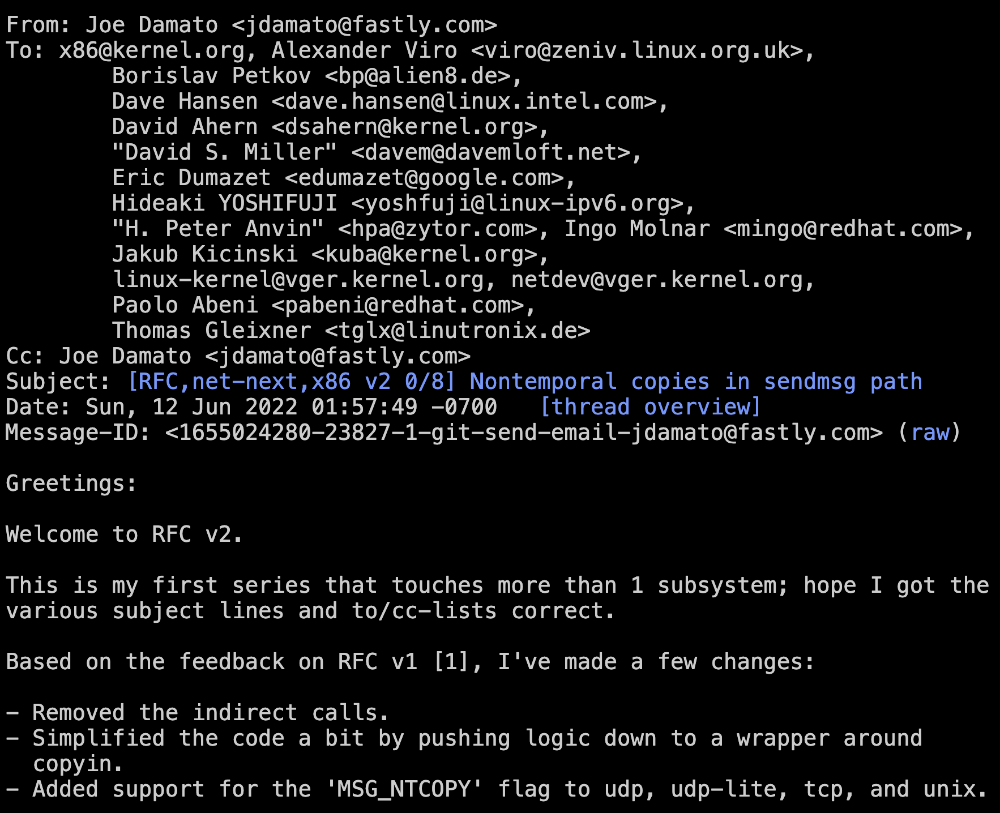 From: Joe Damato <jdamato@fastly.com>
To: x86@kernel.org, Alexander Viro <viro@zeniv.linux.org.uk>,
Borislav Petkov <bp@alien8.de>,
Dave Hansen <dave.hansen@linux.intel.com>,
David Ahern <dsahern@kernel.org>,
"David S. Miller" <davem@davemloft.net>,
Eric Dumazet <edumazet@google.com>,
Hideaki YOSHIFUJI <yoshfuji@linux-ipv6.org>,
"H. Peter Anvin" <hpa@zytor.com>, Ingo Molnar <mingo@redhat.com>,
Jakub Kicinski <kuba@kernel.org>,
linux-kernel@vger.kernel.org, netdev@vger.kernel.org,
Paolo Abeni <pabeni@redhat.com>,
Thomas Gleixner <tglx@linutronix.de>
Cc: Joe Damato <jdamato@fastly.com>
Subject: [RFC,net-next,x86 v2 0/8] Nontemporal copies in sendmsg path
Date: Sun, 12 Jun 2022 01:57:49 -0700 [thread overview]
Message-ID: <1655024280-23827-1-git-send-email-jdamato@fastly.com> (raw)
Greetings:
Welcome to RFC v2.
This is my first series that touches more than 1 subsystem; hope I got the
various subject lines and to/cc-lists correct.
Based on the feedback on RFC v1 [1], I've made a few changes:
- Removed the indirect calls.
- Simplified the code a bit by pushing logic down to a wrapper around
copyin.
- Added support for the 'MSG_NTCOPY' flag to udp, udp-lite, tcp, and unix.